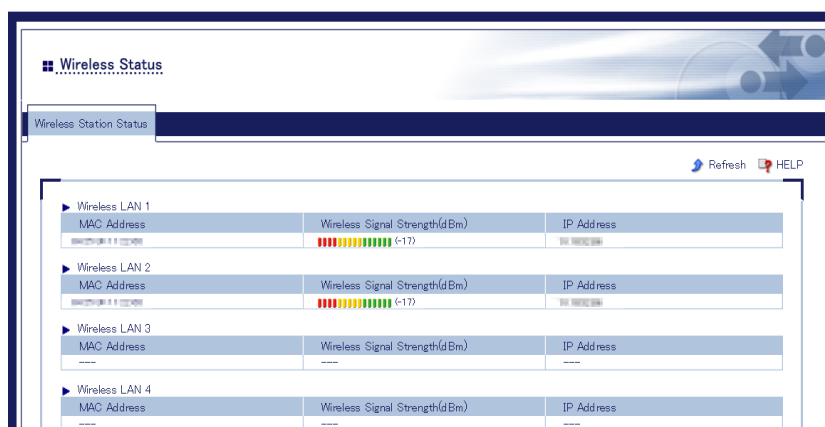 Wireless Status
Wireless Station Status
Refresh HELP
Wireless LAN 1
MAC Address Wireless Signal Strength(dBm) IP Address
(-17)
Wireless LAN 2
MAC Address Wireless Signal Strength(dBm) IP Address
(-17)
Wireless LAN 3
MAC Address Wireless Signal Strength(dBm) IP Address
--- --- ---
Wireless LAN 4
MAC Address Wireless Signal Strength(dBm) IP Address
--- --- ---